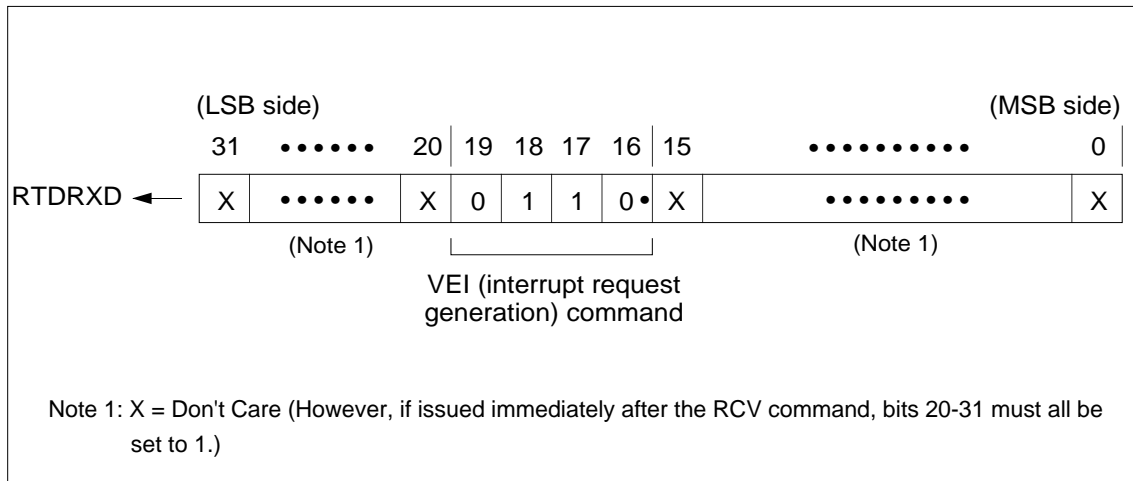 (LSB side) (MSB side)
31 •••••• 20 19 18 17 16 15 •••••••••• 0
RTDRXD X •••••• X 0 1 1 0• X ••••••••• X
(Note 1) (Note 1)
VEI (interrupt request
generation) command
Note 1: X = Don't Care (However, if issued immediately after the RCV command, bits 20-31 must all be
set to 1.)